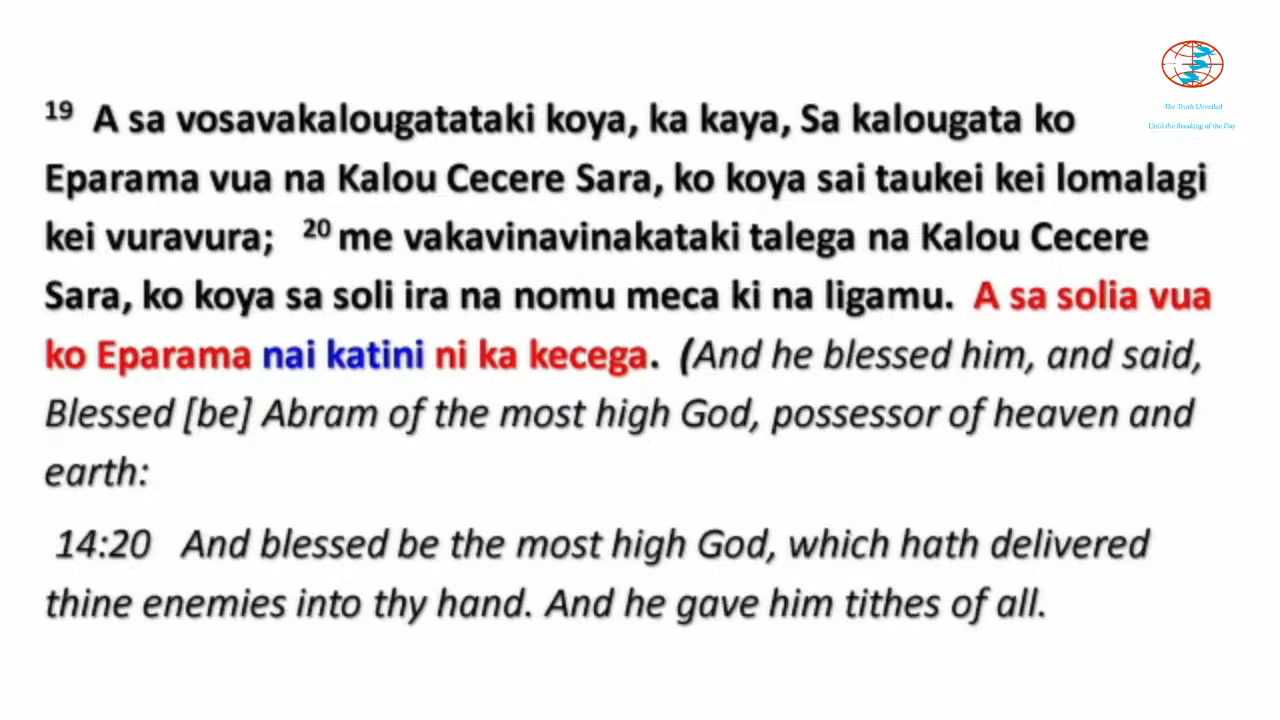 The Truth Unveiled
Until the Breaking of the Day
19 A sa vosavakalougatataki koya, ka kaya, Sa kalougata ko
Eparama vua na Kalou Cecere Sara, ko koya sai taukei kei lomalagi
kei vuravura; 20 me vakavinavinakataki talega na Kalou Cecere
Sara, ko koya sa soli ira na nomu meca ki na ligamu. A sa solia vua
ko Eparama nai katini ni ka kecega. (And he blessed him, and said,
Blessed [be] Abram of the most high God, possessor of heaven and
earth:
14:20 And blessed be the most high God, which hath delivered
thine enemies into thy hand. And he gave him tithes of all.